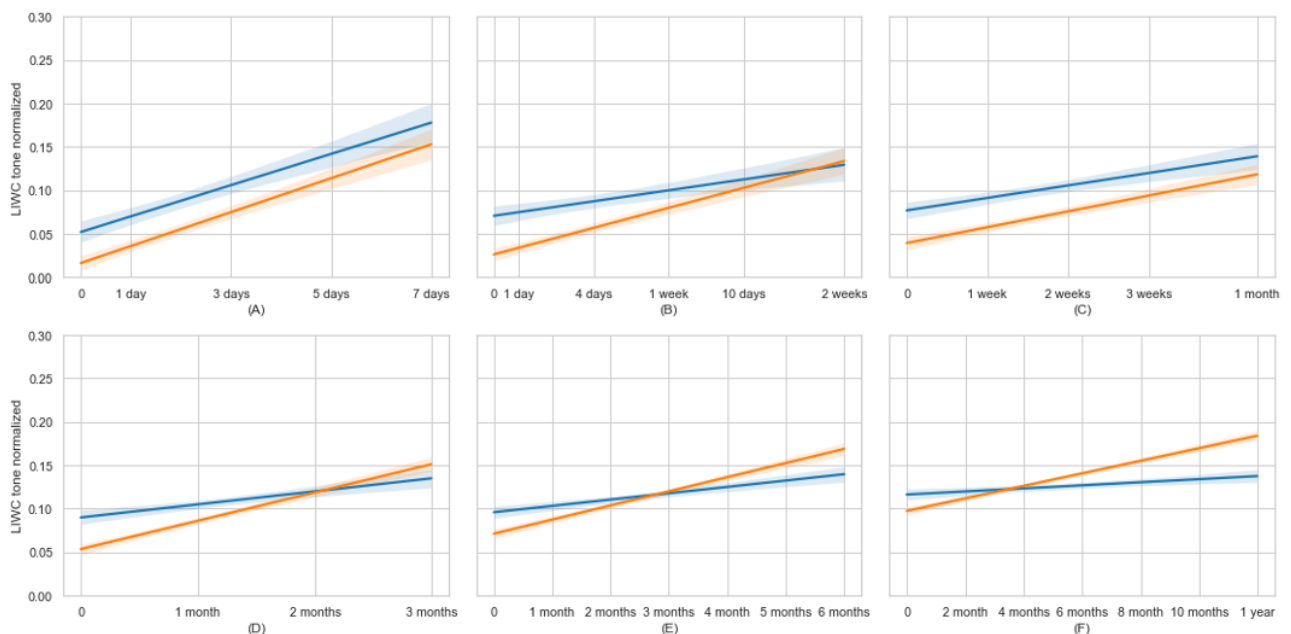 0.30
0.25
0.20
0.15
0.10
0.05
0.00
LIWC tone normalized
0 1 day 3 days 5 days 7 days
(A)
0 1 day 4 days 1 week 10 days 2 weeks
(B)
0 1 week 2 weeks 3 weeks 1 month
(C)
0.30
0.25
0.20
0.15
0.10
0.05
0.00
LIWC tone normalized
0 1 month 2 months 3 months
(D)
0 1 month 2 months 3 months 4 month 5 months 6 months
(E)
0 2 month 4 months 6 months 8 month 10 months 1 year
(F)